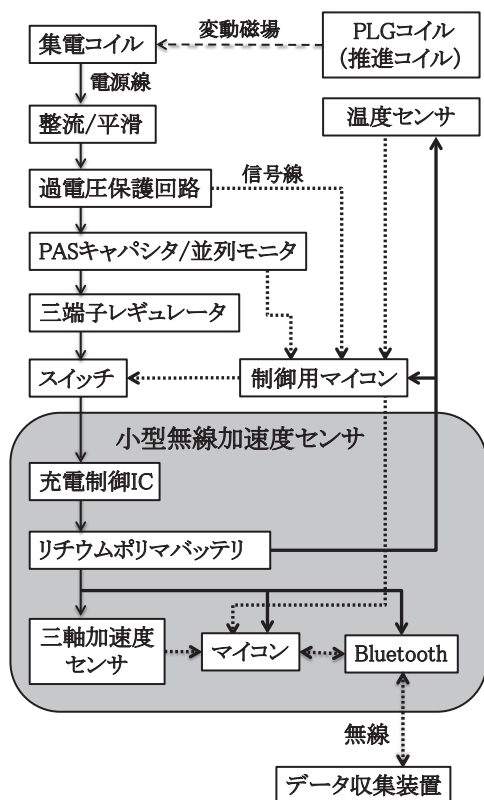 集電コイル
変動磁場
PLGコイル
（推進コイル）
電源線
整流/平滑
温度センサ
過電圧保護回路
信号線
PASキャパシタ/並列モニタ
三端子レギュレータ
スイッチ
制御用マイコン
小型無線加速度センサ
充電制御IC
リチウムポリマバッテリ
三軸加速度
センサ
マイコン
Bluetooth
無線
データ収集装置